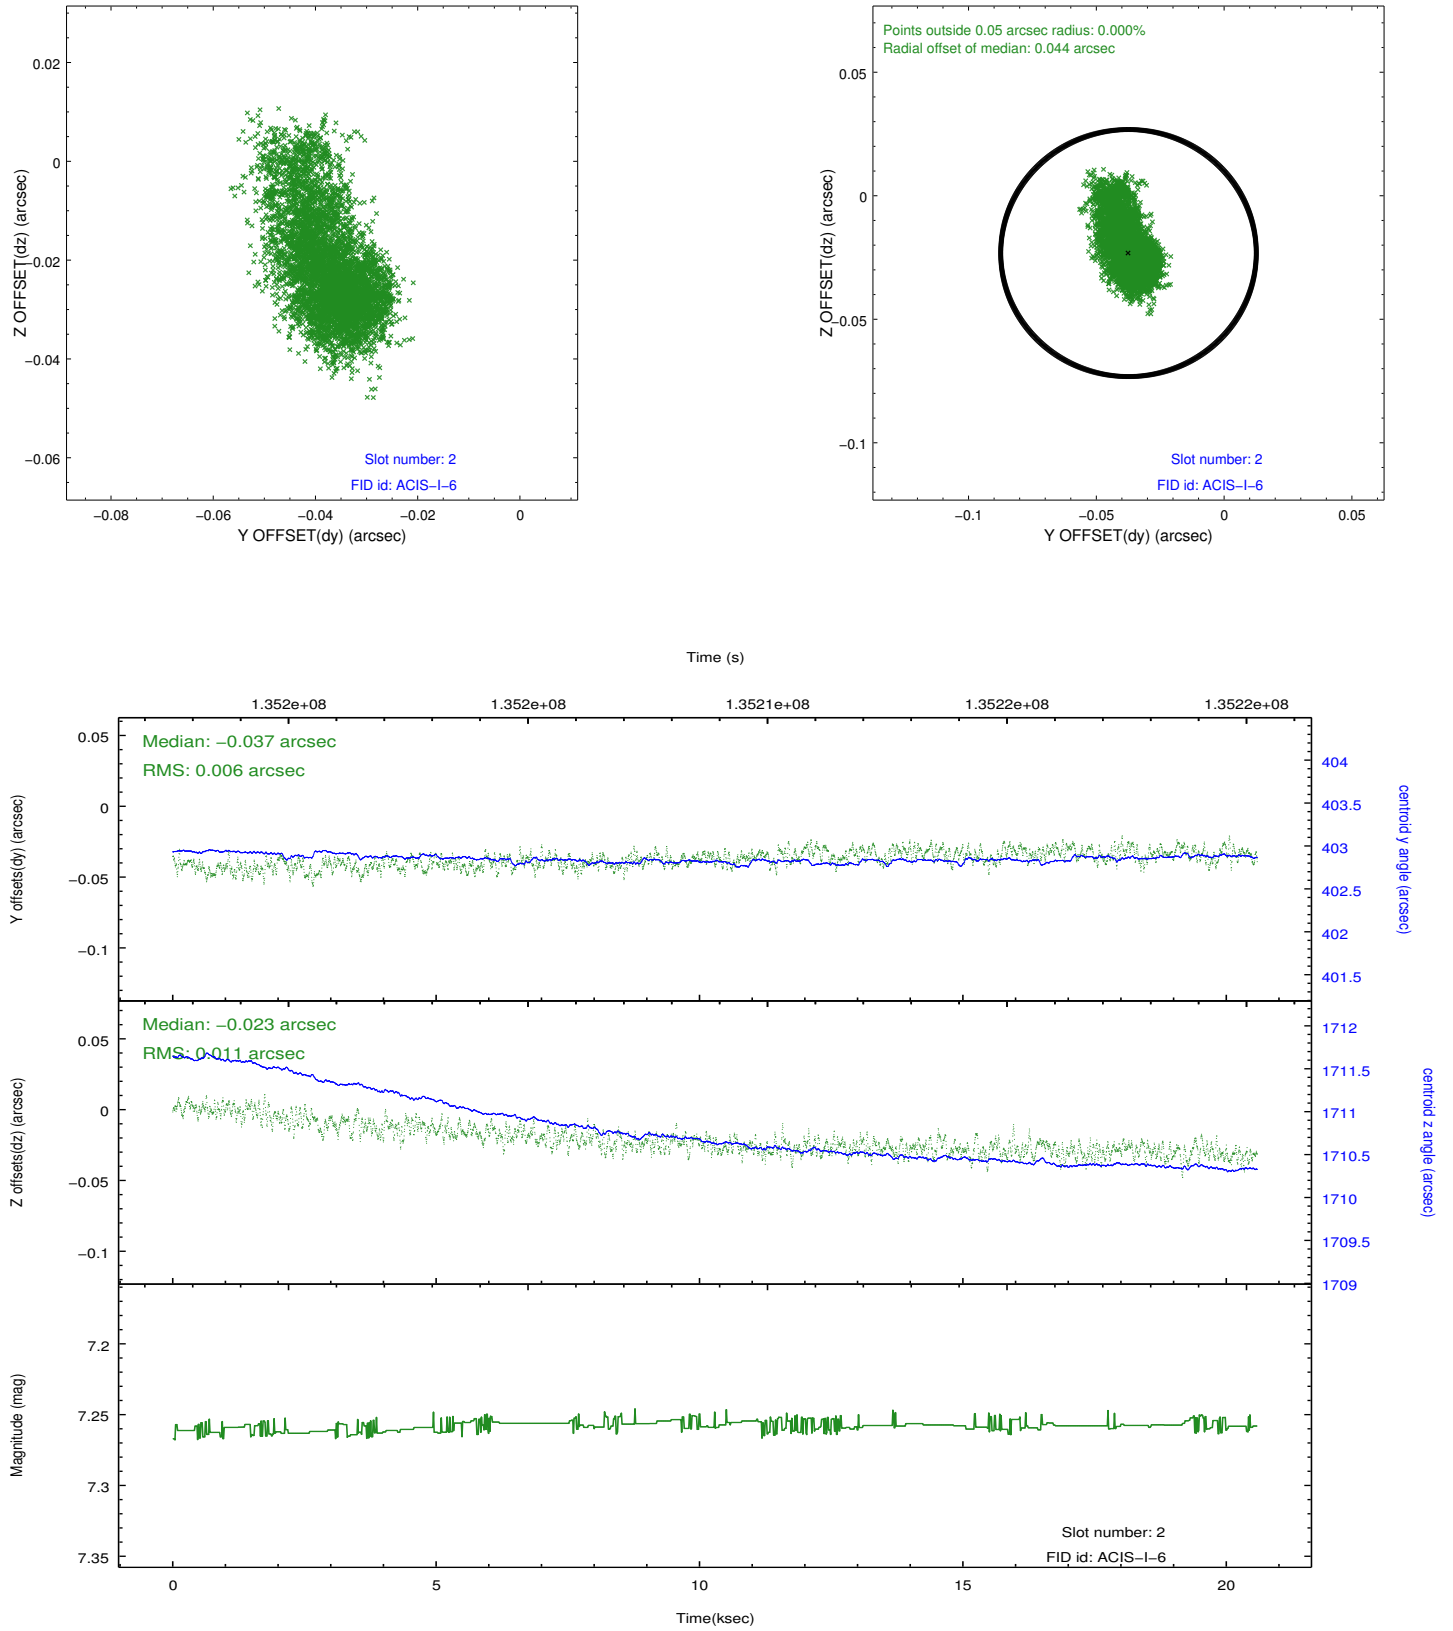 0.02
0
−0.02
−0.04
−0.06
Z OFFSET(dz) (arcsec)
Slot number: 2
FID id: ACIS−I−6
−0.08
−0.06
−0.04
−0.02
0
Y OFFSET(dy) (arcsec)
Points outside 0.05 arcsec radius: 0.000%
Radial offset of median: 0.044 arcsec
0.05
0
−0.05
−0.1
Z OFFSET(dz) (arcsec)
Slot number: 2
FID id: ACIS−I−6
−0.1
−0.05
0
0.05
Y OFFSET(dy) (arcsec)
Time (s)
1.352e+08
1.352e+08
1.3521e+08
1.3522e+08
1.3522e+08
Median: −0.037 arcsec
RMS: 0.006 arcsec
0.05
0
−0.05
−0.1
Y offsets(dy) (arcsec)
404
403.5
403
402.5
402
401.5
centroid y angle (arcsec)
Median: −0.023 arcsec
RMS: 0.011 arcsec
0.05
0
−0.05
−0.1
Z offsets(dz) (arcsec)
1712
1711.5
1711
1710.5
1710
1709.5
1709
centroid z angle (arcsec)
7.2
7.25
7.3
7.35
Magnitude (mag)
Slot number: 2
FID id: ACIS−I−6
0
5
10
15
20
Time(ksec)